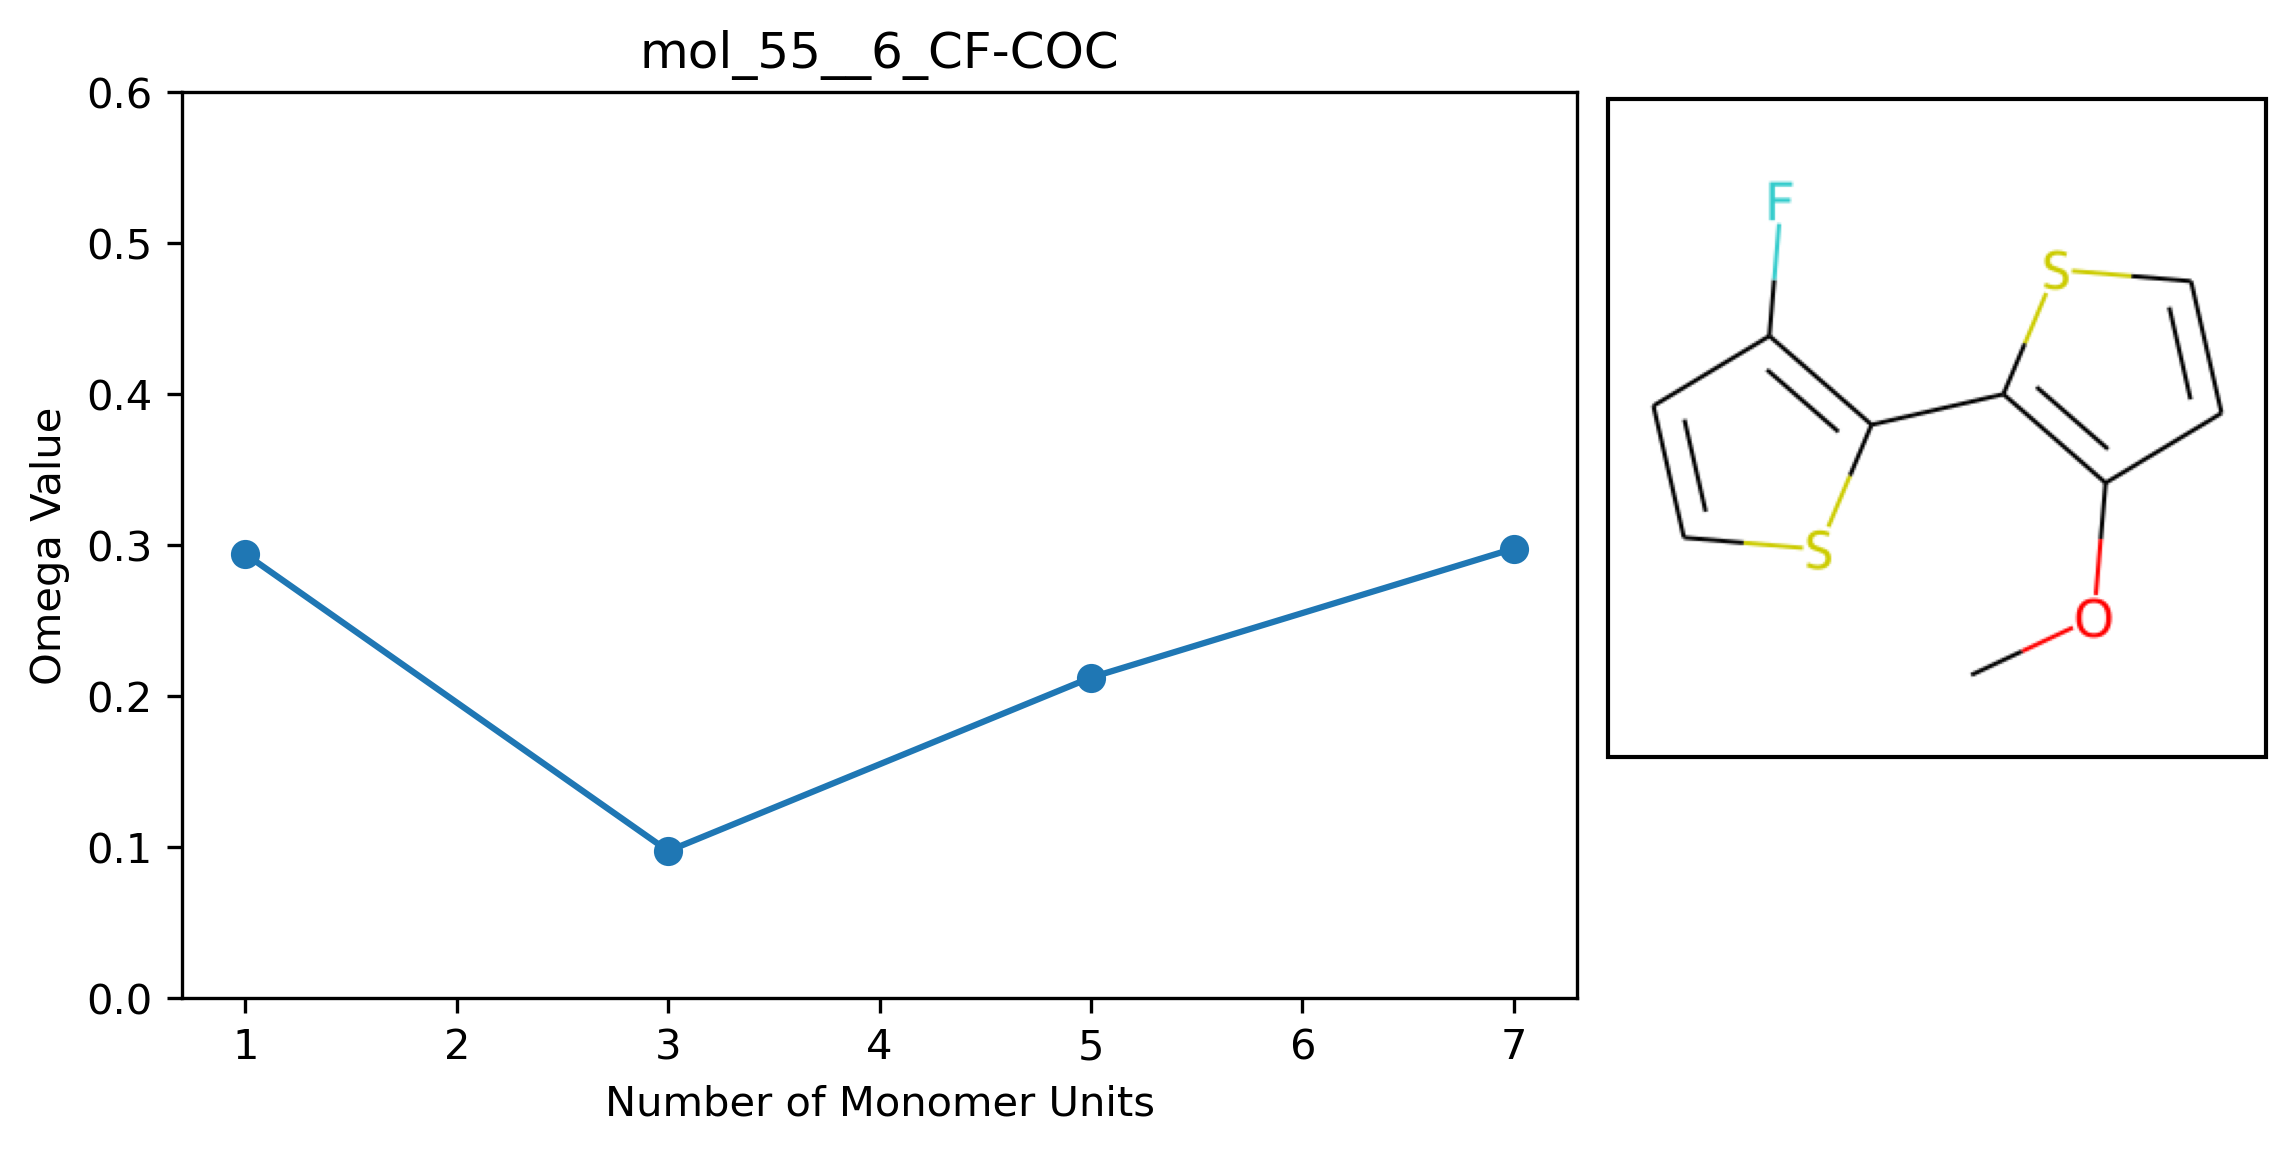 mol_55__6_CF-COC
0.6
0.5
0.4
0.3
0.2
0.1
0.0
Omega Value
1 2 3 4 5 6 7
Number of Monomer Units
F
S
S
O